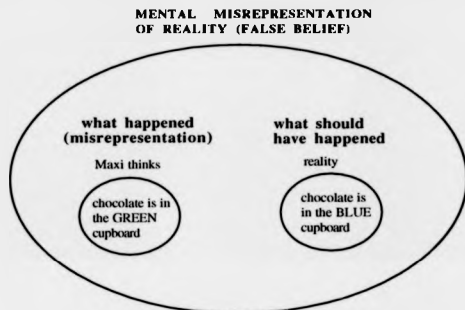 MENTAL MISREPRESENTATION
OF REALITY (FALSE BELIEF)
what happened
(misrepresentation)
Maxi thinks
chocolate is in
the GREEN
cupboard
what should
have happened
reality
chocolate is
in the BLUE
cupboard